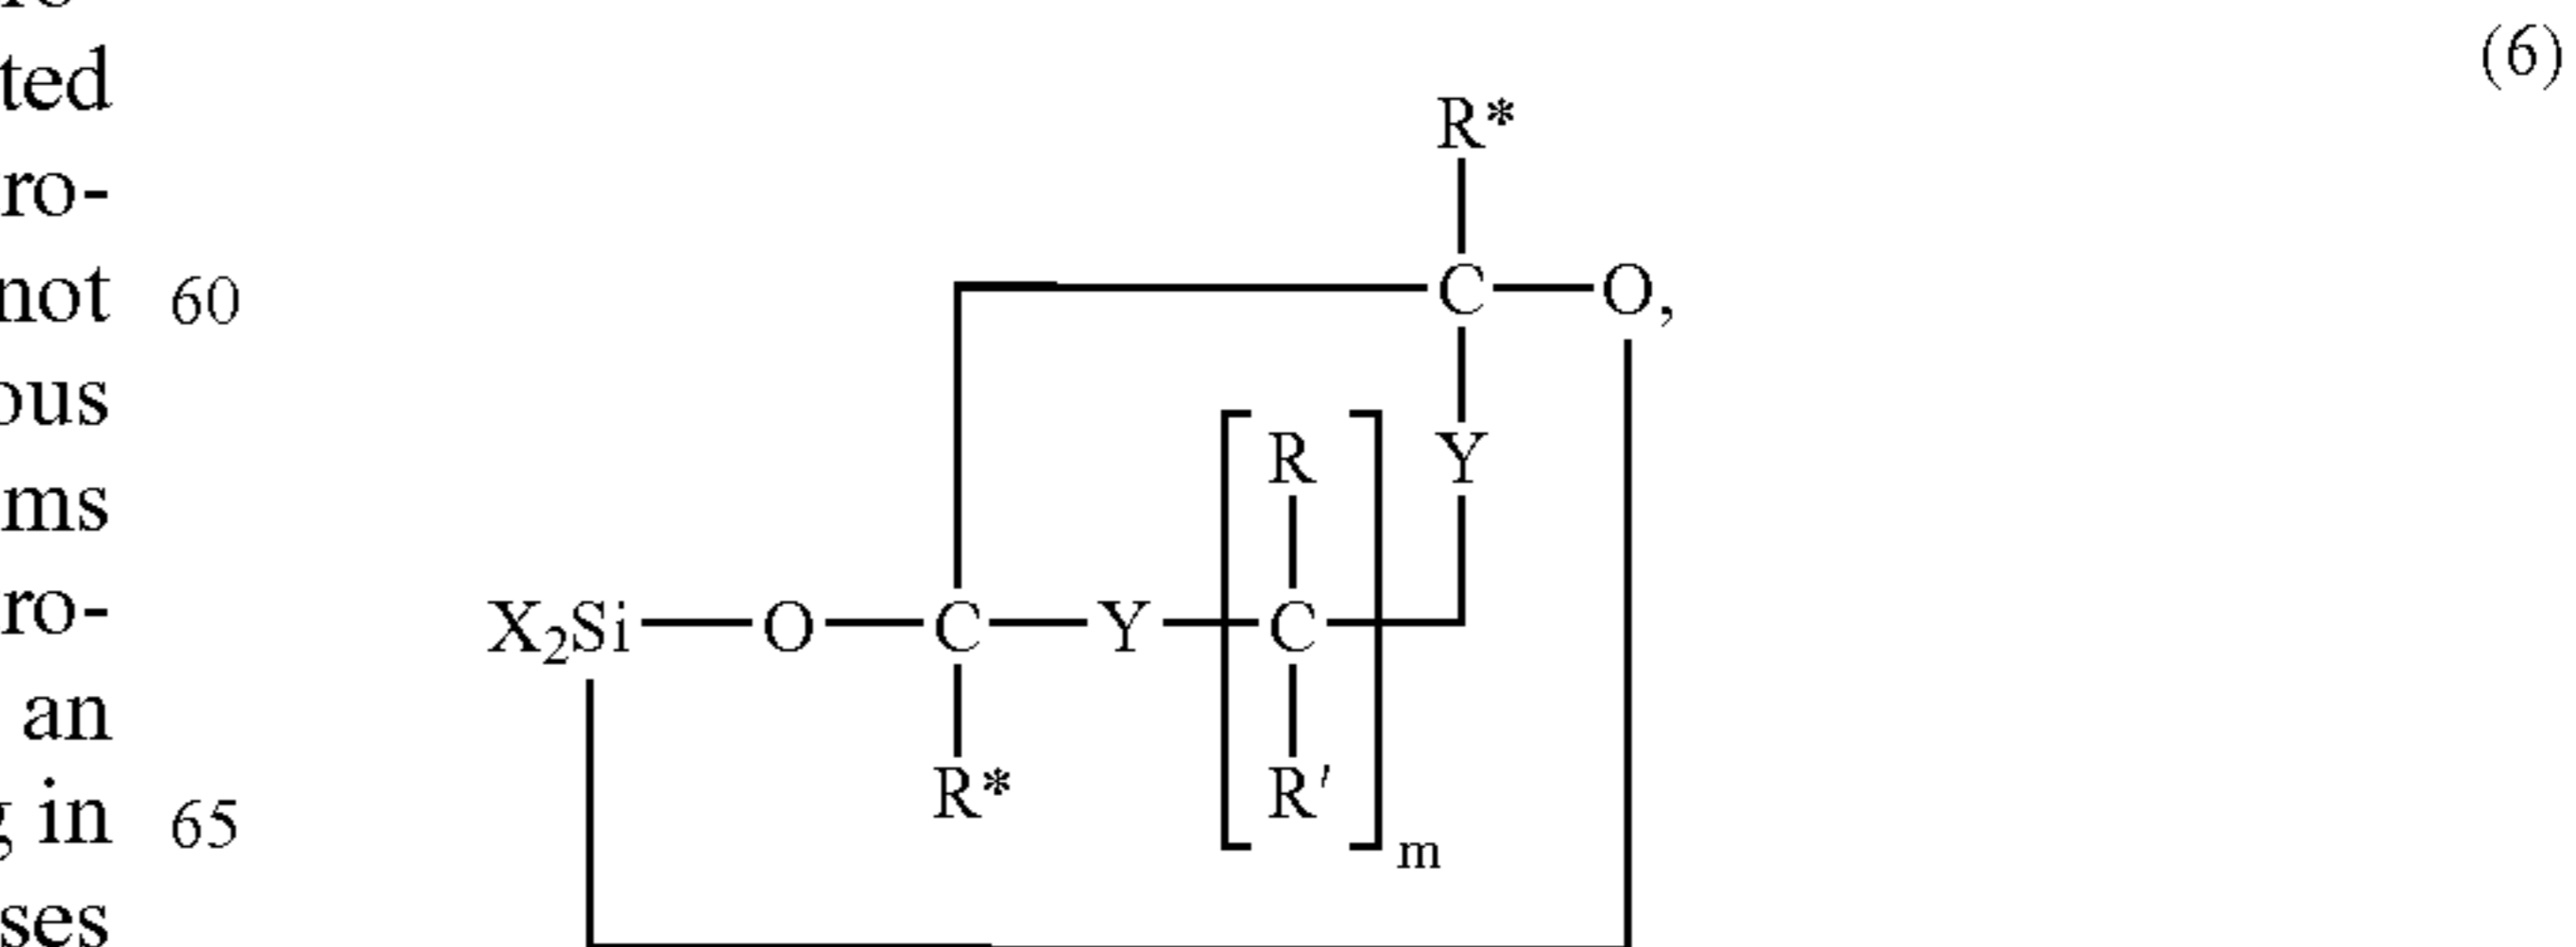 (6)
ted
R*
ro-
not 60 C O,
ous
R Y
ms
ro- X₂Si O C Y C
an
R* R′
g in 65
m
ses